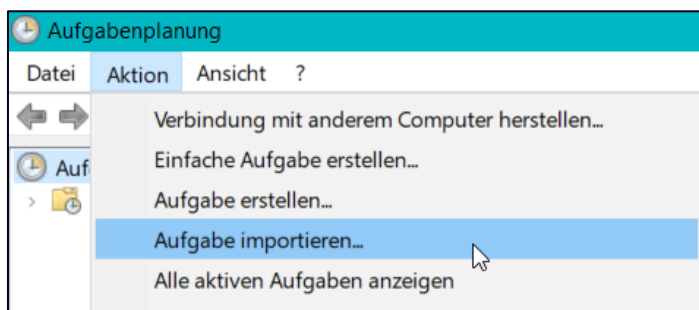 Aufgabenplanung
Datei Aktion Ansicht ?
Verbindung mit anderem Computer herstellen...
Auf
Einfache Aufgabe erstellen...
Aufgabe erstellen...
Aufgabe importieren...
Alle aktiven Aufgaben anzeigen